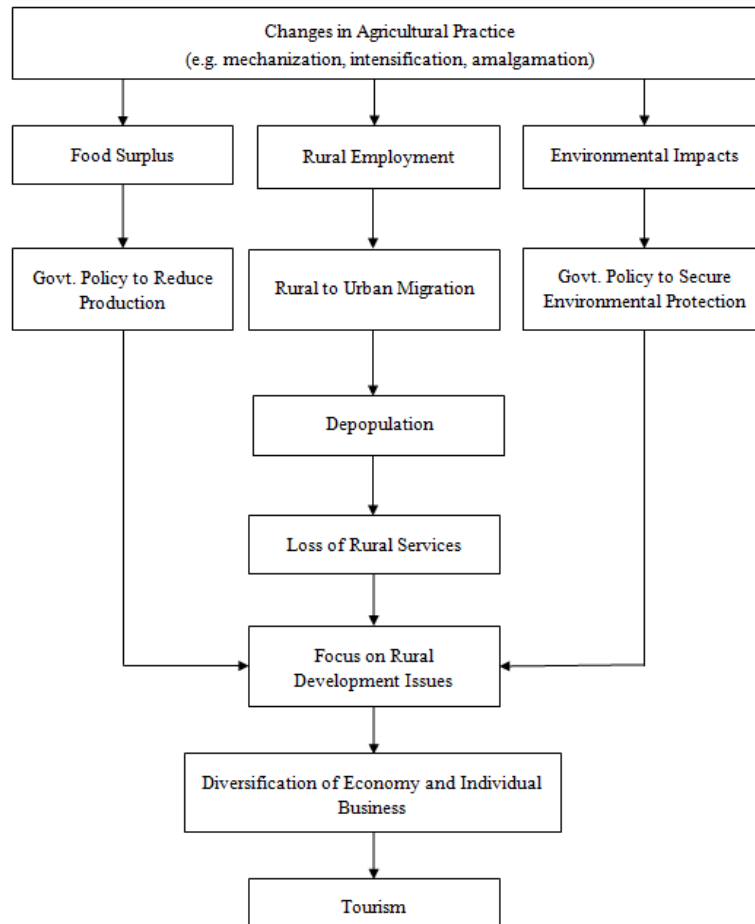 Changes in Agricultural Practice
(e.g. mechanization, intensification, amalgamation)
Food Surplus
Rural Employment
Environmental Impacts
Govt. Policy to Reduce
Production
Rural to Urban Migration
Govt. Policy to Secure
Environmental Protection
Depopulation
Loss of Rural Services
Focus on Rural
Development Issues
Diversification of Economy and Individual
Business
Tourism